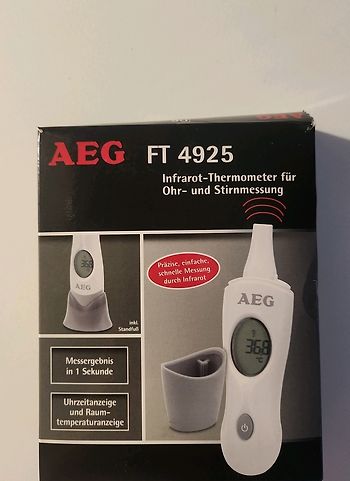 AEG FT 4925
Infrarot-Thermometer für
Ohr- und Stirnmessung
Präzise, einfache,
schnelle Messung
durch Infrarot
inkl.
Standfuß
AEG
36.8
°C
AEG
Messergebnis
in 1 Sekunde
Uhrzeitanzeige
und Raum-
temperaturanzeige